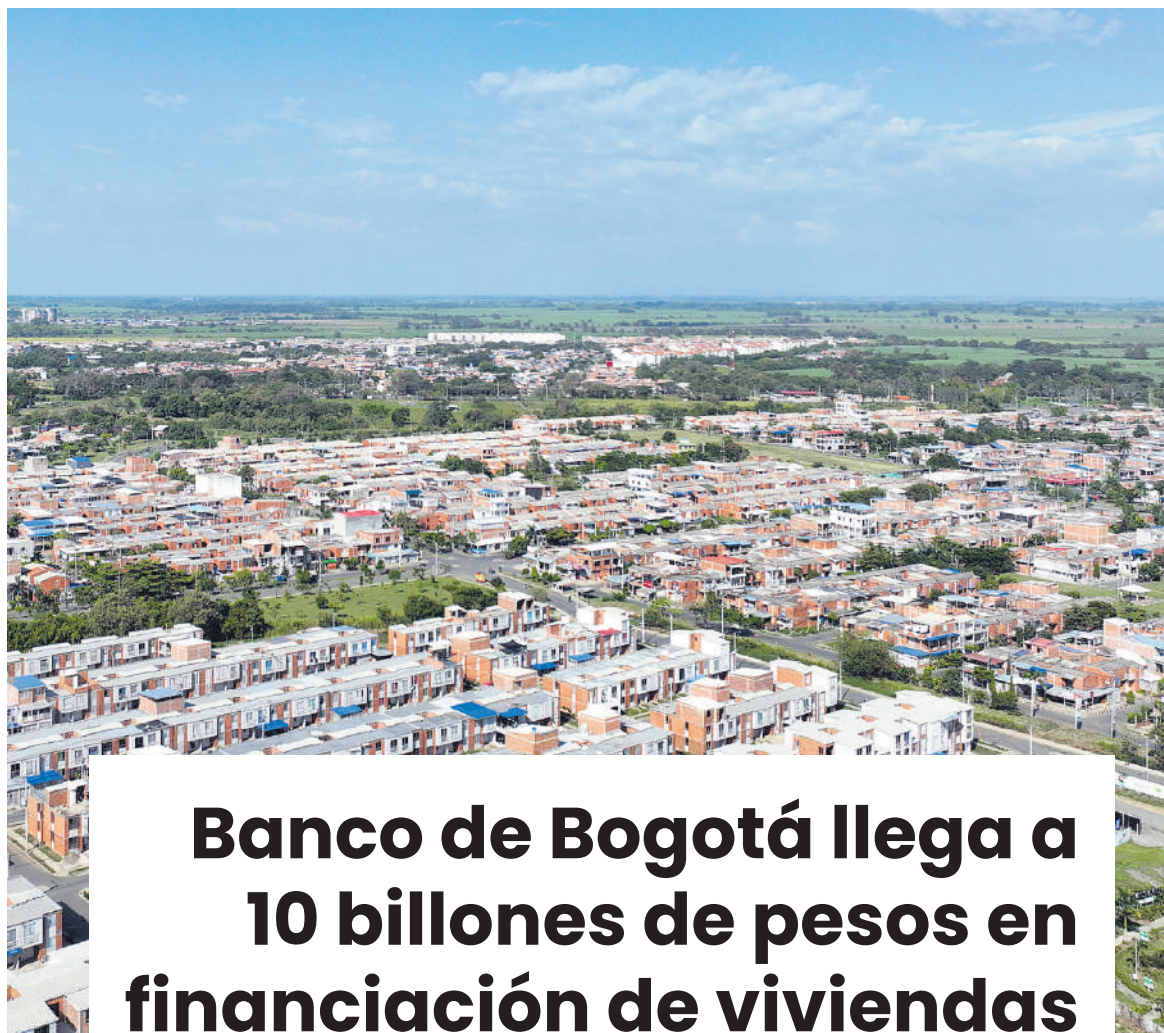 Banco de Bogotá llega a
10 billones de pesos en
financiación de viviendas